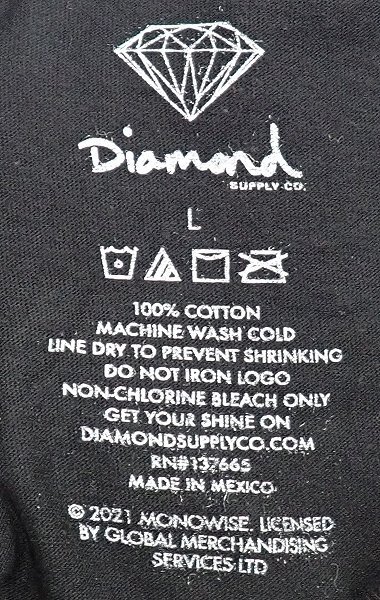 Diamond
SUPPLY CO.
L
100% COTTON
MACHINE WASH COLD
LINE DRY TO PREVENT SHRINKING
DO NOT IRON LOGO
NON-CHLORINE BLEACH ONLY
GET YOUR SHINE ON
DIAMONDSUPPLYCO.COM
RN#137665
MADE IN MEXICO
© 2021 MONOWISE. LICENSED
BY GLOBAL MERCHANDISING
SERVICES LTD